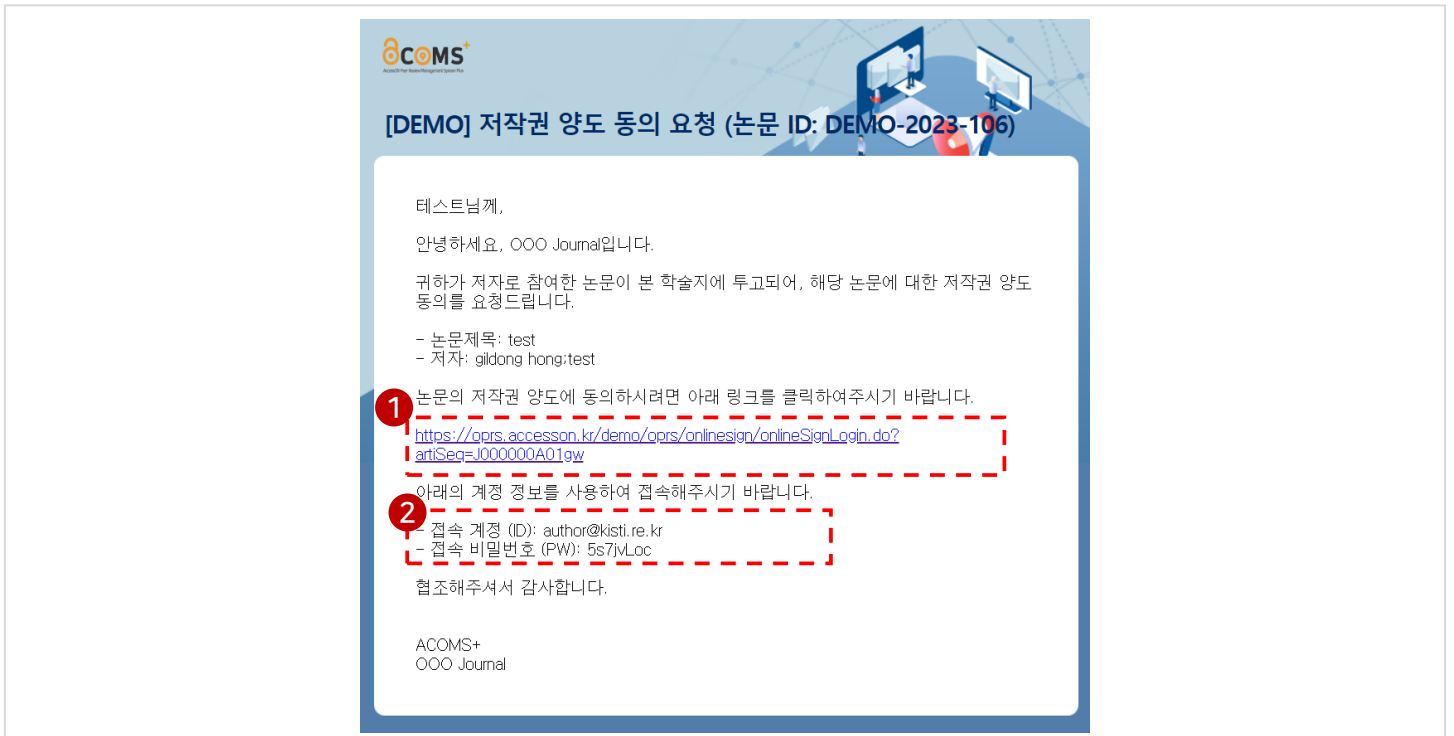 ACOMS+
[DEMO] 저작권 양도 동의 요청 (논문 ID: DEMO-2023-106)
테스트님께,
안녕하세요, OOO Journal입니다.
귀하가 저자로 참여한 논문이 본 학술지에 투고되어, 해당 논문에 대한 저작권 양도
동의를 요청드립니다.
- 논문제목: test
- 저자: gildong hong;test
논문의 저작권 양도에 동의하시려면 아래 링크를 클릭하여주시기 바랍니다.
1
https://oprs.accesson.kr/demo/oprs/onlinesign/onlineSignLogin.do?
artiSeq=J000000A01gw
아래의 계정 정보를 사용하여 접속해주시기 바랍니다.
2
- 접속 계정 (ID): author@kisti.re.kr
- 접속 비밀번호 (PW): 5s7jvLoc
협조해주셔서 감사합니다.
ACOMS+
OOO Journal